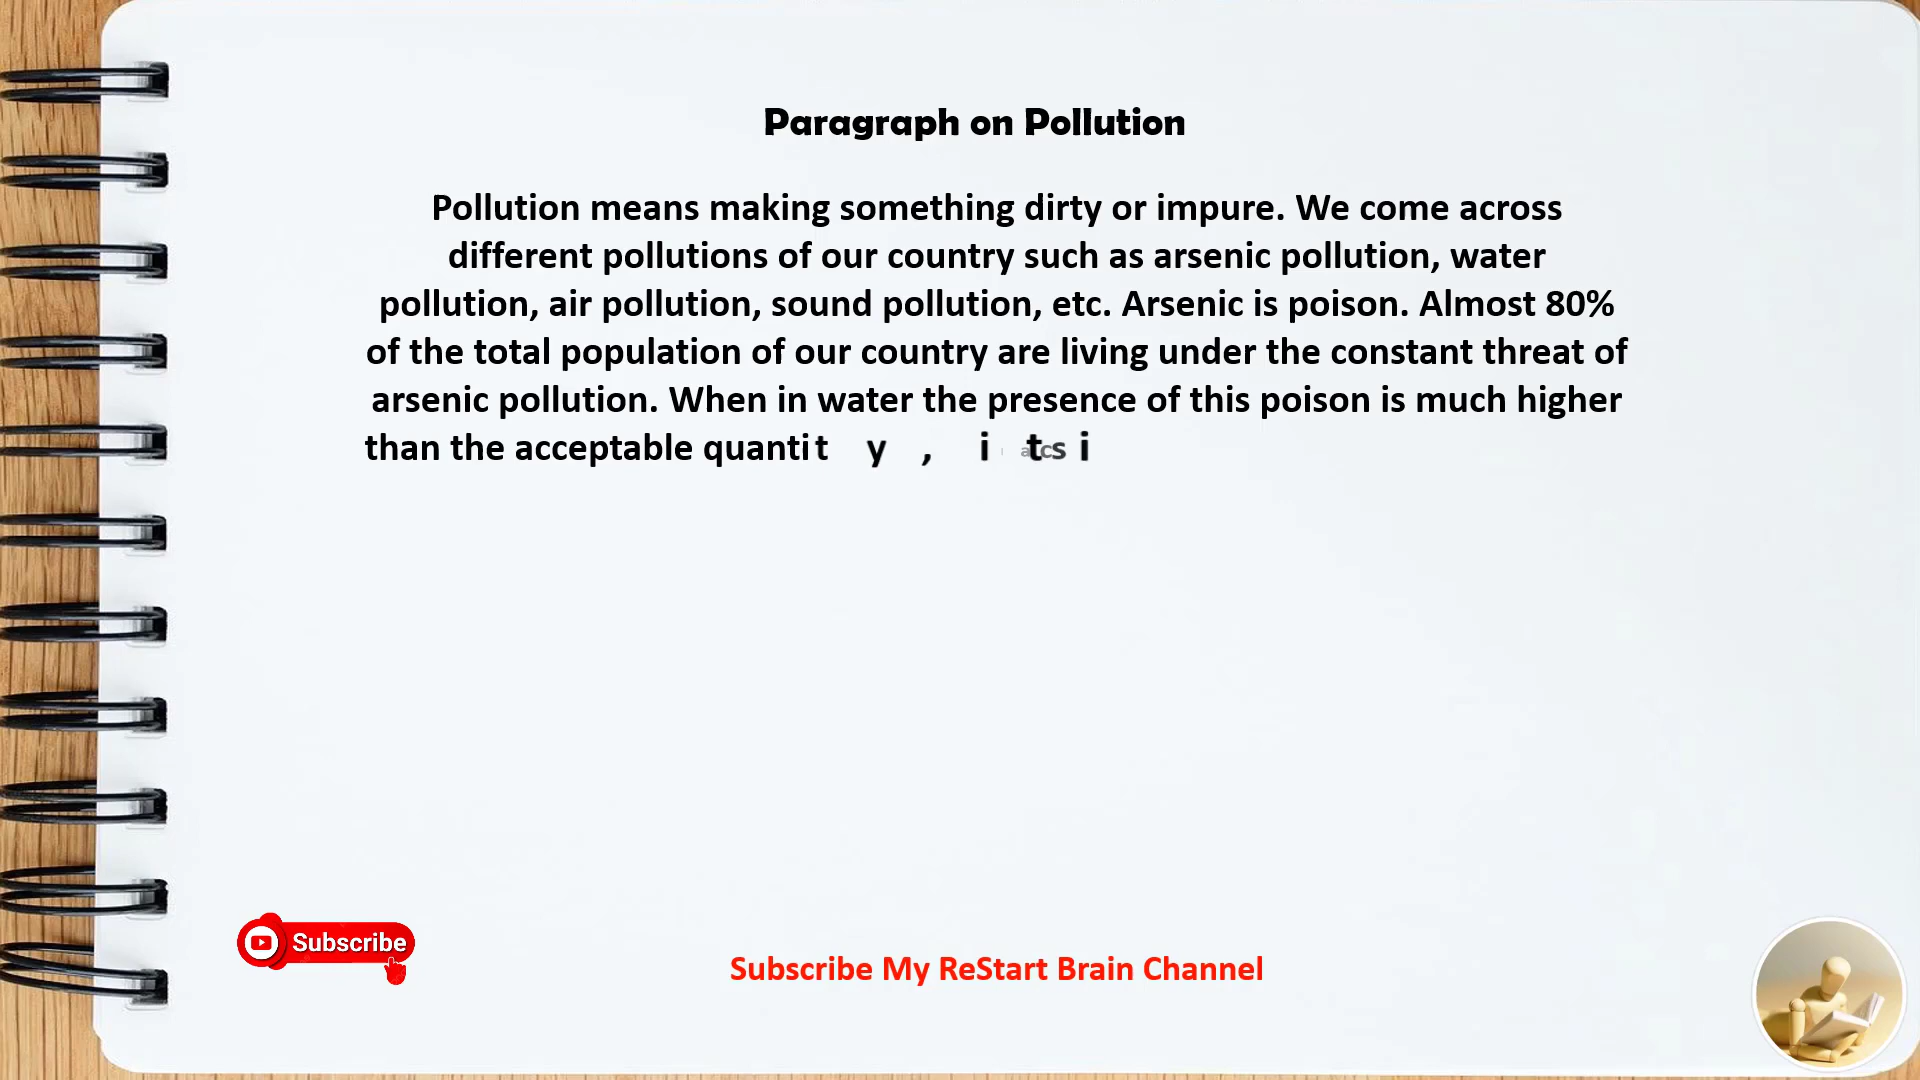 Paragraph on Pollution
Pollution means making something dirty or impure. We come across
different pollutions of our country such as arsenic pollution, water
pollution, air pollution, sound pollution, etc. Arsenic is poison. Almost 80%
of the total population of our country are living under the constant threat of
arsenic pollution. When in water the presence of this poison is much higher
than the acceptable quantity,
Subscribe
Subscribe My ReStart Brain Channel